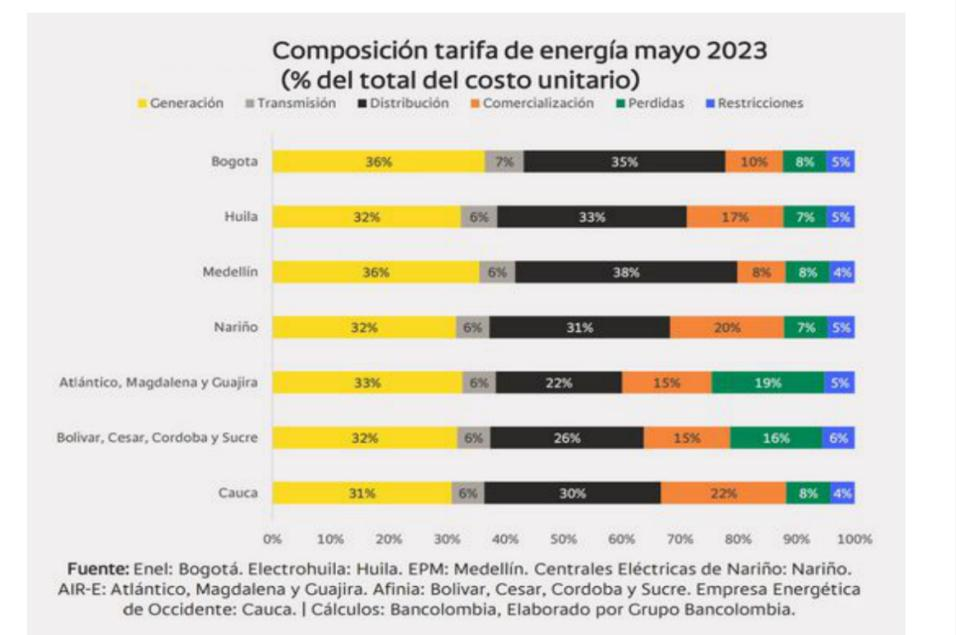 Composición tarifa de energía mayo 2023
(% del total del costo unitario)
Generación Transmisión Distribución Comercialización Perdidas Restricciones
Bogota 36% 7% 35% 10% 8% 5%
Huila 32% 6% 33% 17% 7% 5%
Medellín 36% 6% 38% 8% 8% 4%
Nariño 32% 6% 31% 20% 7% 5%
Atlántico, Magdalena y Guajira 33% 6% 22% 15% 19% 5%
Bolivar, Cesar, Cordoba y Sucre 32% 6% 26% 15% 16% 6%
Cauca 31% 6% 30% 22% 8% 4%
0% 10% 20% 30% 40% 50% 60% 70% 80% 90% 100%
Fuente: Enel: Bogotá. Electrohuila: Huila. EPM: Medellín. Centrales Eléctricas de Nariño: Nariño.
AIR-E: Atlántico, Magdalena y Guajira. Afinia: Bolivar, Cesar, Cordoba y Sucre. Empresa Energética
de Occidente: Cauca. | Cálculos: Bancolombia, Elaborado por Grupo Bancolombia.